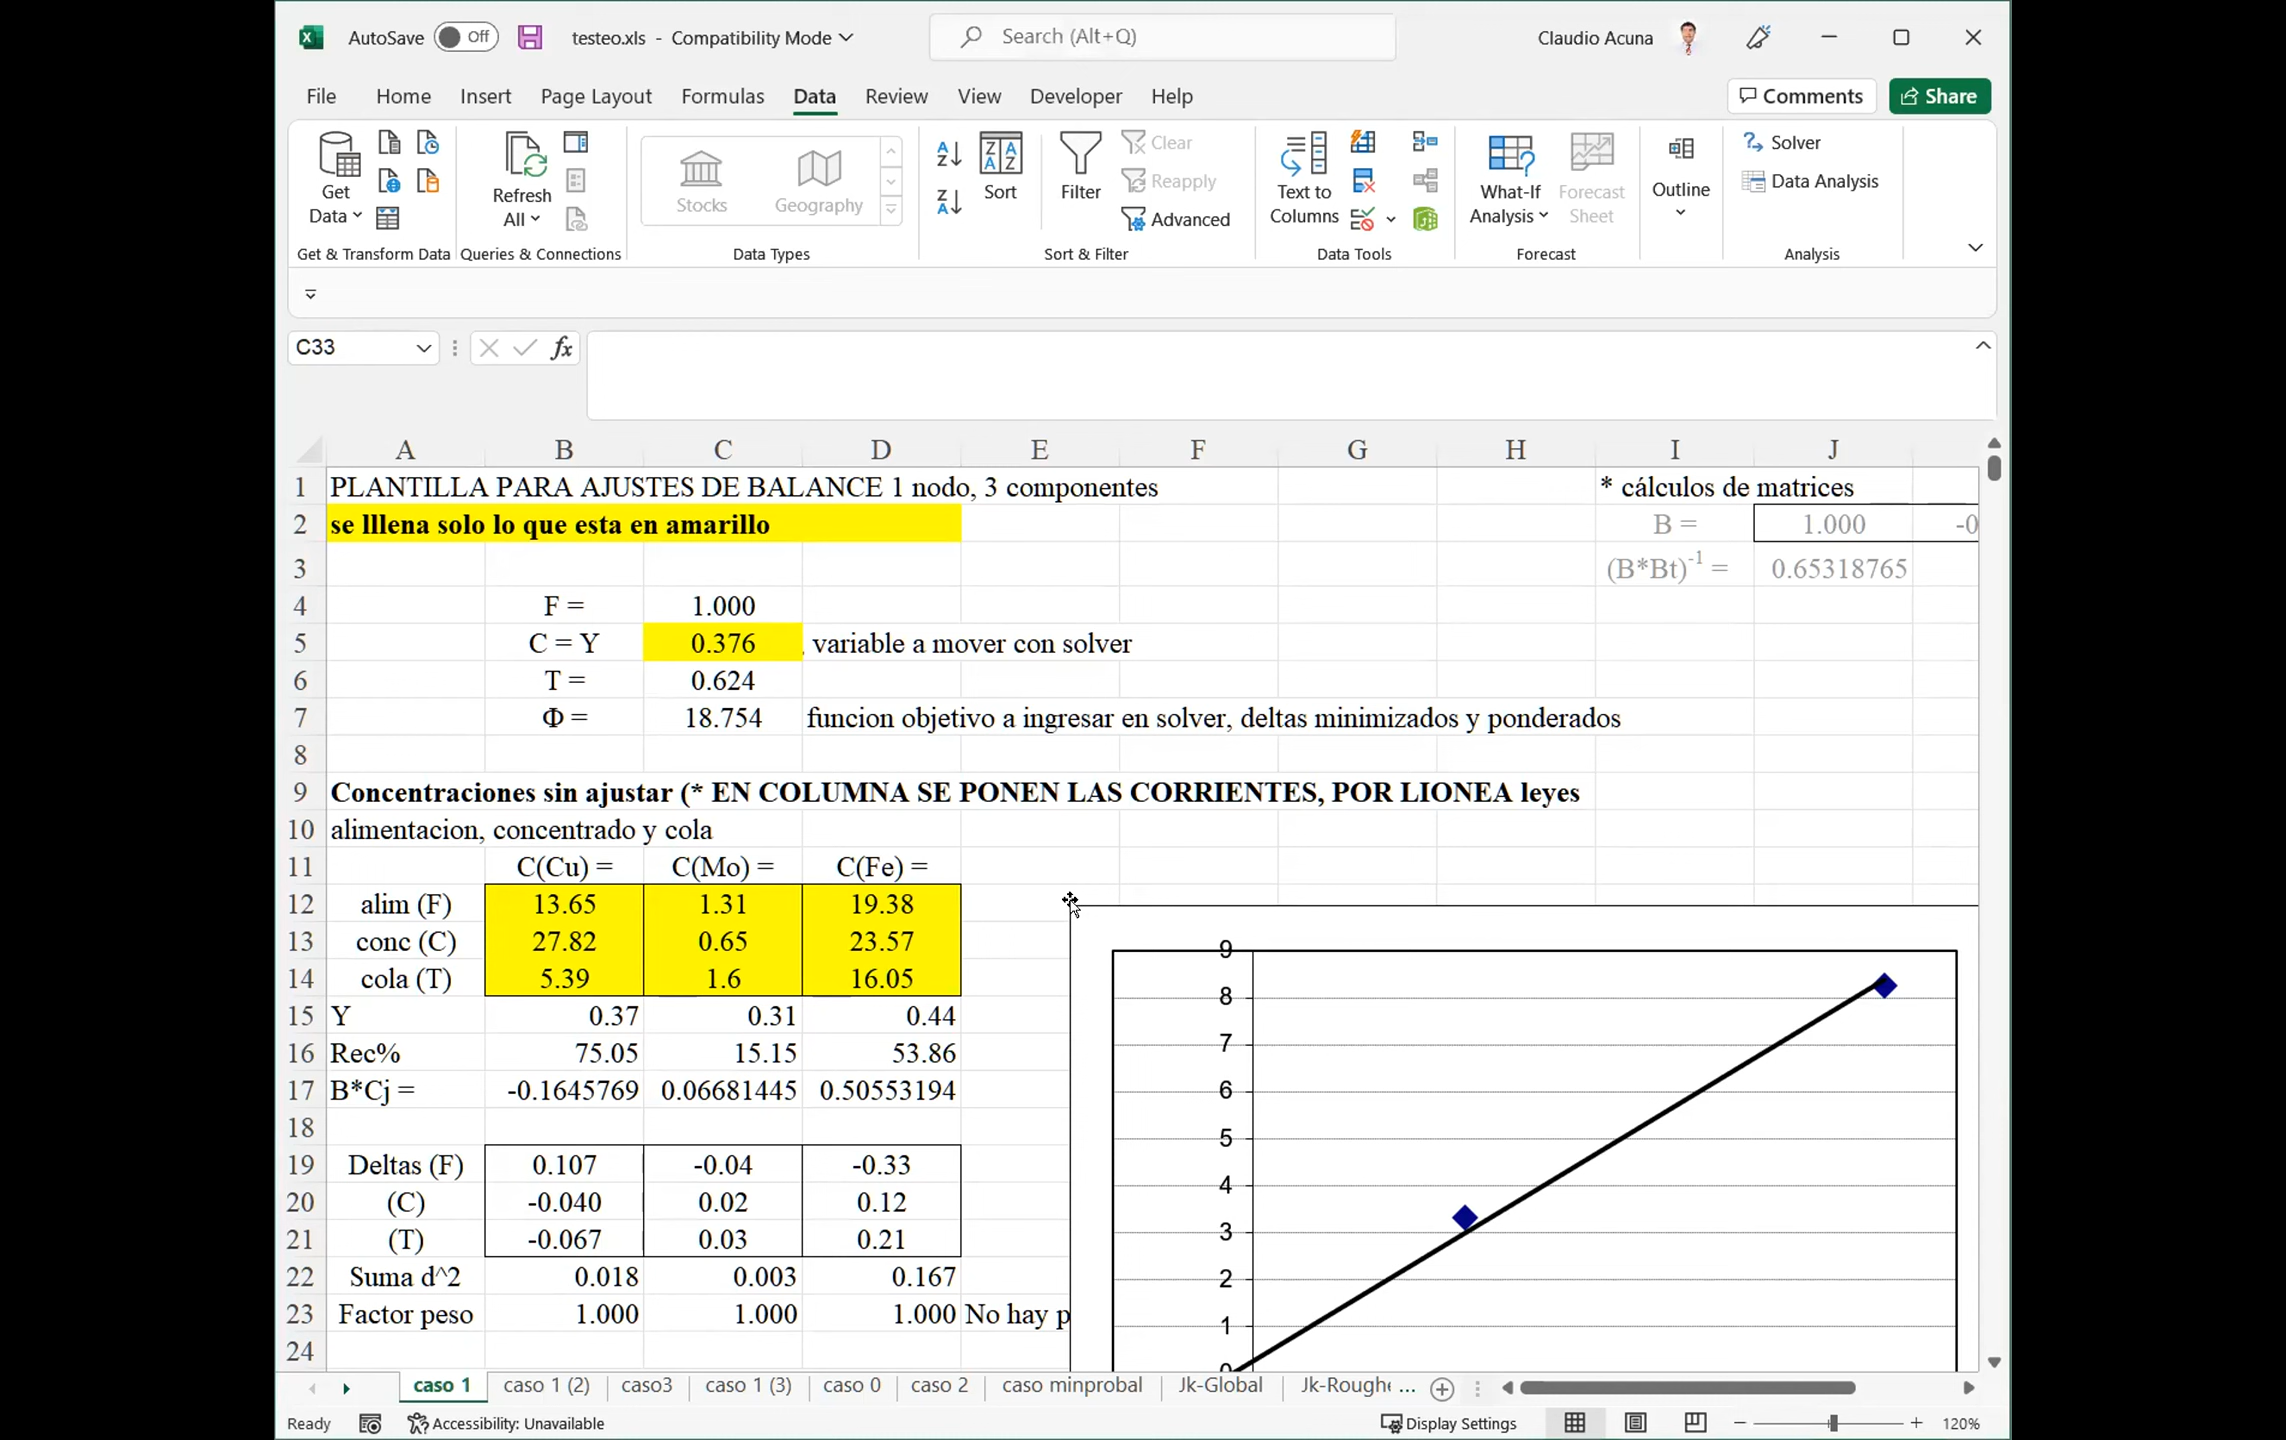 AutoSave Off testeo.xls - Compatibility Mode Search (Alt+Q) Claudio Acuna
File Home Insert Page Layout Formulas Data Review View Developer Help Comments Share
Get Data
Refresh All
Stocks Geography
Sort
Filter
Clear
Reapply
Advanced
Text to Columns
What-If Analysis
Forecast Sheet
Outline
Solver
Data Analysis
Get & Transform Data Queries & Connections Data Types Sort & Filter Data Tools Forecast Analysis
C33 fx
A B C D E F G H I J
1 PLANTILLA PARA AJUSTES DE BALANCE 1 nodo, 3 componentes * cálculos de matrices
2 se lllena solo lo que esta en amarillo B = 1.000 -0
3 (B*Bt)-1 = 0.65318765
4 F = 1.000
5 C = Y 0.376 variable a mover con solver
6 T = 0.624
7 Φ = 18.754 funcion objetivo a ingresar en solver, deltas minimizados y ponderados
8
9 Concentraciones sin ajustar (* EN COLUMNA SE PONEN LAS CORRIENTES, POR LIONEA leyes
10 alimentacion, concentrado y cola
11 C(Cu) = C(Mo) = C(Fe) =
12 alim (F) 13.65 1.31 19.38
13 conc (C) 27.82 0.65 23.57
14 cola (T) 5.39 1.6 16.05
15 Y 0.37 0.31 0.44
16 Rec% 75.05 15.15 53.86
17 B*Cj = -0.1645769 0.06681445 0.50553194
18
19 Deltas (F) 0.107 -0.04 -0.33
20 (C) -0.040 0.02 0.12
21 (T) -0.067 0.03 0.21
22 Suma d^2 0.018 0.003 0.167
23 Factor peso 1.000 1.000 1.000 No hay p
24
9
8
7
6
5
4
3
2
1
0
caso 1 caso 1 (2) caso3 caso 1 (3) caso 0 caso 2 caso minprobal Jk-Global Jk-Roughe ...
Ready Accessibility: Unavailable Display Settings 120%